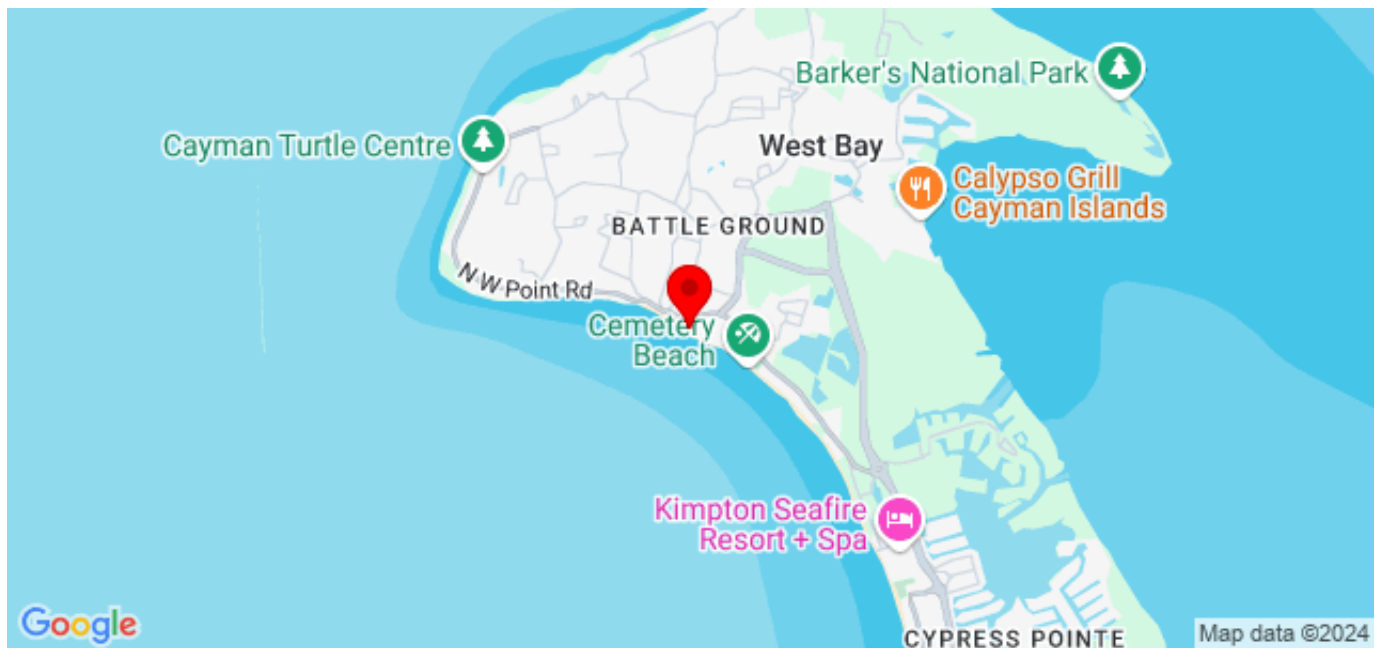 Barker's National Park
Cayman Turtle Centre
West Bay
Calypso Grill
Cayman Islands
BATTLE GROUND
N W Point Rd
Cemetery
Beach
Kimpton Seafire
Resort + Spa
CYPRESS POINTE
Google
Map data ©2024